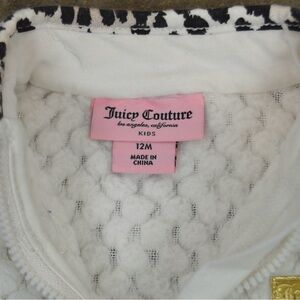 Juicy Couture
los angeles, california
KIDS
12M
MADE IN
CHINA